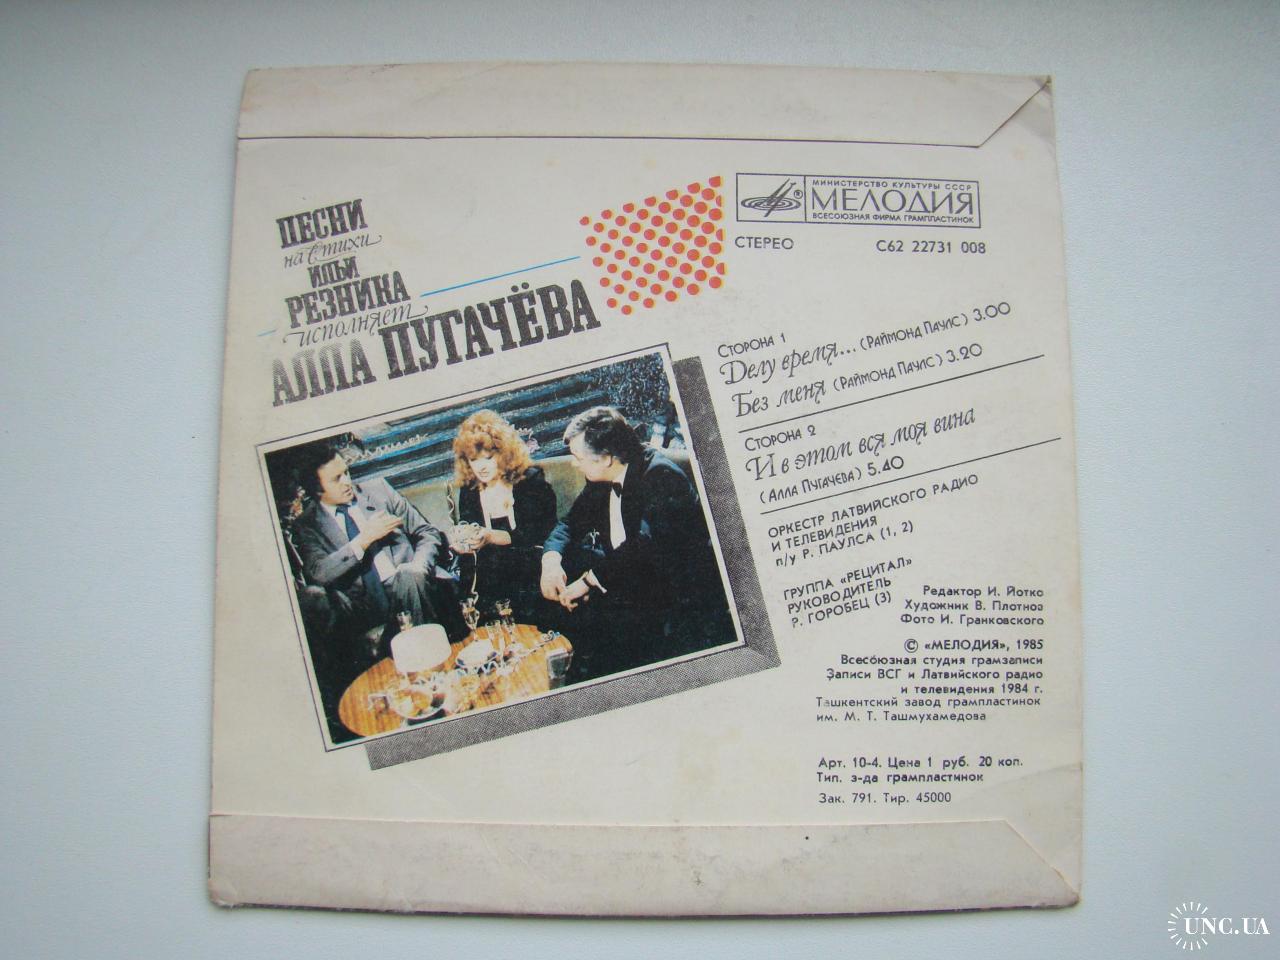 ПЕСНИ
на Стихи
ИЛЬИ
РЕЗНИКА
исполняет
АЛЛА ПУГАЧЁВА
МИНИСТЕРСТВО КУЛЬТУРЫ СССР
МЕЛОДИЯ
ВСЕСОЮЗНАЯ ФИРМА ГРАМПЛАСТИНОК
СТЕРЕО
С62 22731 008
СТОРОНА 1
Делу время... (РАЙМОНД ПАУЛС) 3.00
Без меня (РАЙМОНД ПАУЛС) 3.20
СТОРОНА 2
И в этом вся моя вина
(АЛЛА ПУГАЧЕВА) 5.40
ОРКЕСТР ЛАТВИЙСКОГО РАДИО
И ТЕЛЕВИДЕНИЯ
п/у Р. ПАУЛСА (1, 2)
ГРУППА «РЕЦИТАЛ»
РУКОВОДИТЕЛЬ
Р. ГОРОБЕЦ (3)
Редактор И. Йотко
Художник В. Плотнов
Фото И. Гранковского
© «МЕЛОДИЯ», 1985
Всесоюзная студия грамзаписи
Записи ВСГ и Латвийского радио
и телевидения 1984 г.
Ташкентский завод грампластинок
им. М. Т. Ташмухамедова
Арт. 10-4. Цена 1 руб. 20 коп.
Тип. з-да грампластинок
Зак. 791. Тир. 45000
UNC.UA